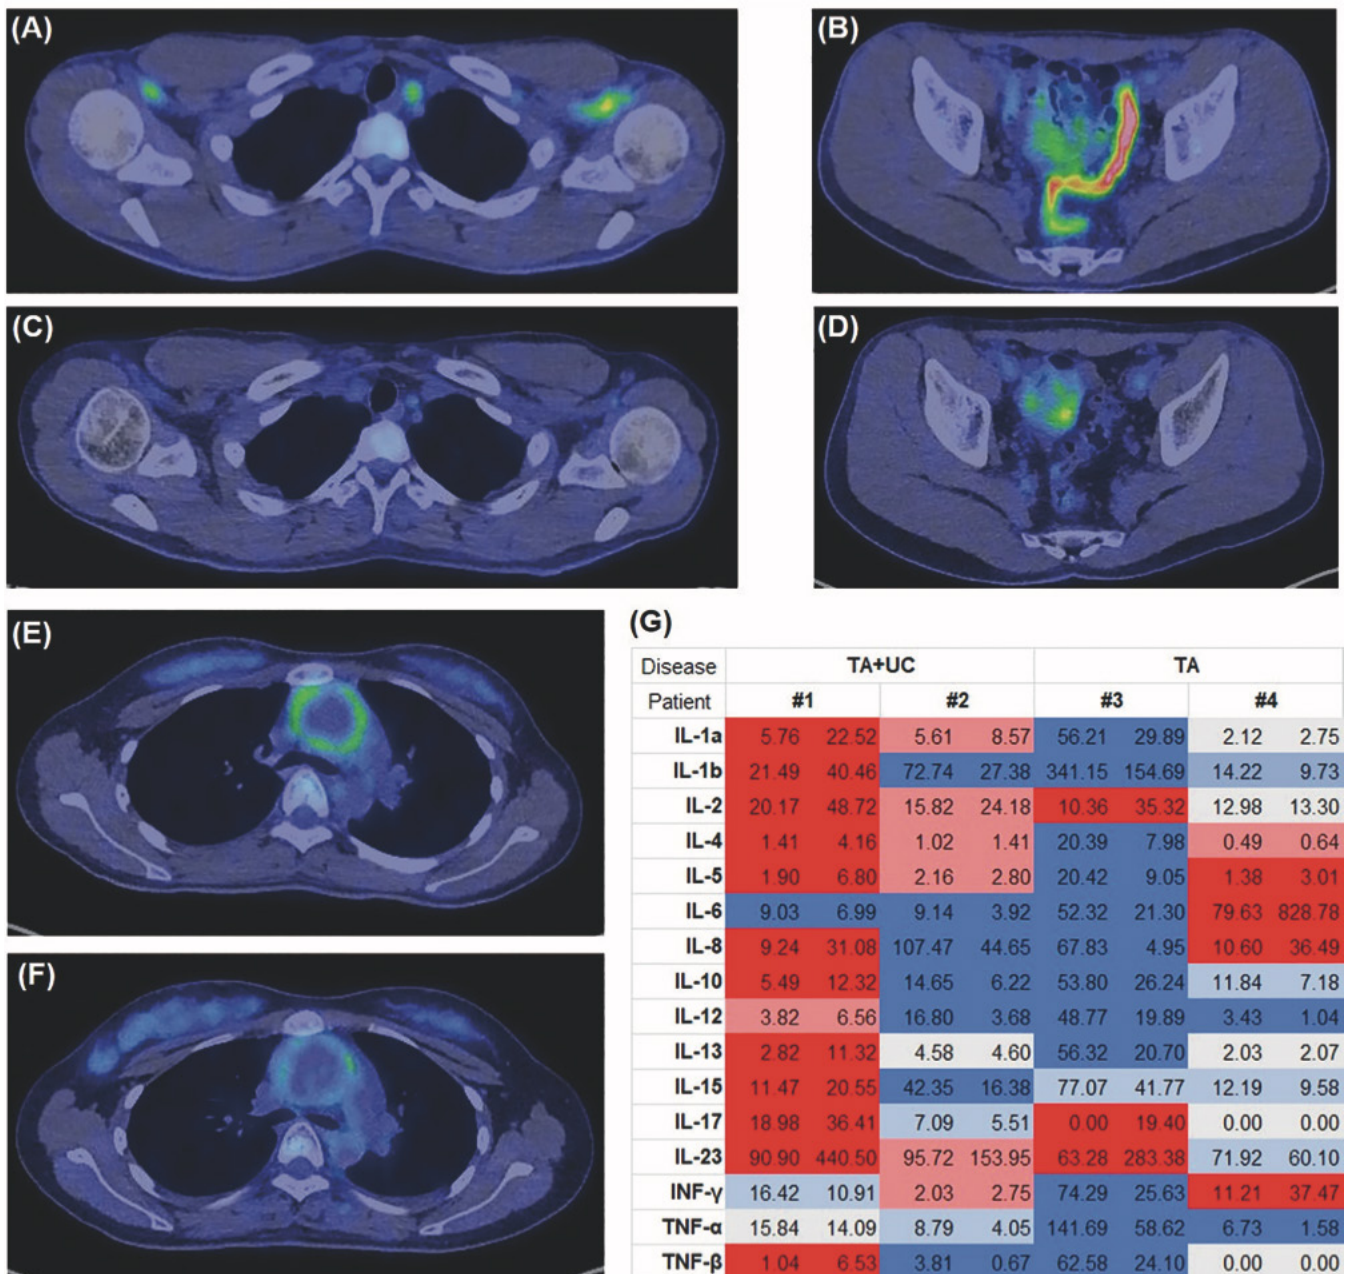 (A)
(B)
(C)
(D)
(E)
(F)
(G)
Disease TA+UC TA
Patient #1 #2 #3 #4
IL-1a 5.76 22.52 5.61 8.57 56.21 29.89 2.12 2.75
IL-1b 21.49 40.46 72.74 27.38 341.15 154.69 14.22 9.73
IL-2 20.17 48.72 15.82 24.18 10.36 35.32 12.98 13.30
IL-4 1.41 4.16 1.02 1.41 20.39 7.98 0.49 0.64
IL-5 1.90 6.80 2.16 2.80 20.42 9.05 1.38 3.01
IL-6 9.03 6.99 9.14 3.92 52.32 21.30 79.63 828.78
IL-8 9.24 31.08 107.47 44.65 67.83 4.95 10.60 36.49
IL-10 5.49 12.32 14.65 6.22 53.80 26.24 11.84 7.18
IL-12 3.82 6.56 16.80 3.68 48.77 19.89 3.43 1.04
IL-13 2.82 11.32 4.58 4.60 56.32 20.70 2.03 2.07
IL-15 11.47 20.55 42.35 16.38 77.07 41.77 12.19 9.58
IL-17 18.98 36.41 7.09 5.51 0.00 19.40 0.00 0.00
IL-23 90.90 440.50 95.72 153.95 63.28 283.38 71.92 60.10
INF-γ 16.42 10.91 2.03 2.75 74.29 25.63 11.21 37.47
TNF-α 15.84 14.09 8.79 4.05 141.69 58.62 6.73 1.58
TNF-β 1.04 6.53 3.81 0.67 62.58 24.10 0.00 0.00